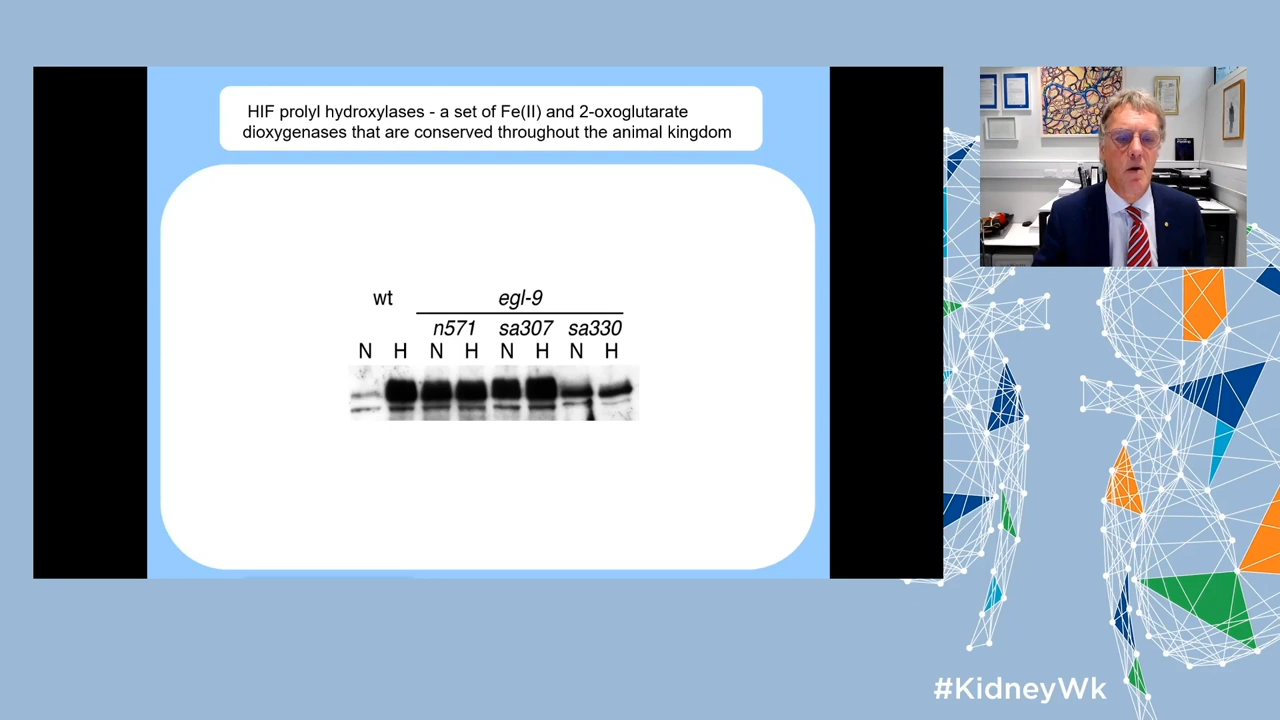 HIF prolyl hydroxylases - a set of Fe(II) and 2-oxoglutarate
dioxygenases that are conserved throughout the animal kingdom
wt egl-9
n571 sa307 sa330
N H N H N H N H
#KidneyWk